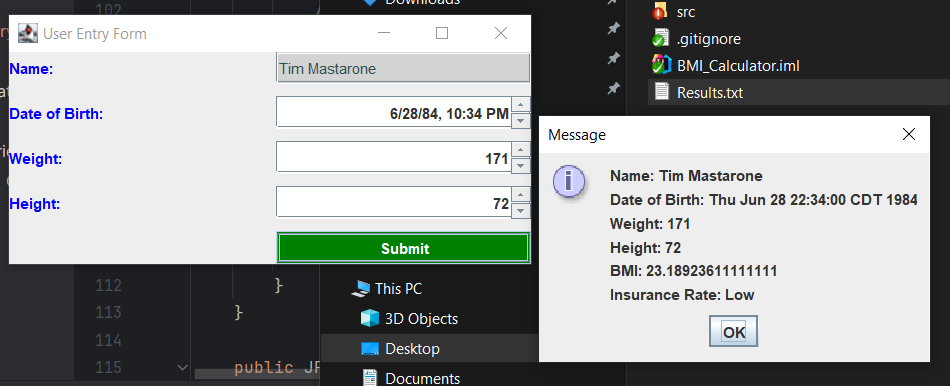 102
Downloads
src
.gitignore
BMI_Calculator.iml
Results.txt
User Entry Form
Name:
Tim Mastarone
Date of Birth:
6/28/84, 10:34 PM
Weight:
171
Height:
72
Submit
Message
Name: Tim Mastarone
Date of Birth: Thu Jun 28 22:34:00 CDT 1984
Weight: 171
Height: 72
BMI: 23.18923611111111
Insurance Rate: Low
OK
112 }
113 }
114
115 public JP
This PC
3D Objects
Desktop
Documents